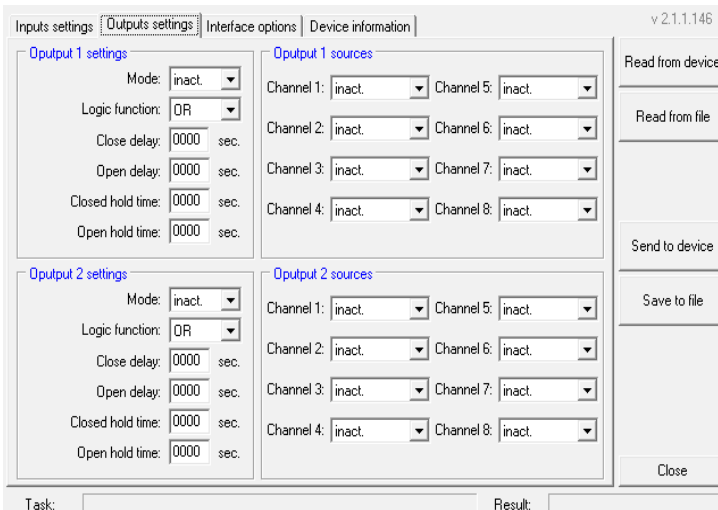 v 2.1.1.146
Inputs settings Outputs settings Interface options Device information
Oputput 1 settings
Mode: inact.
Logic function: OR
Close delay: 0000 sec.
Open delay: 0000 sec.
Closed hold time: 0000 sec.
Open hold time: 0000 sec.
Oputput 1 sources
Channel 1: inact. Channel 5: inact.
Channel 2: inact. Channel 6: inact.
Channel 3: inact. Channel 7: inact.
Channel 4: inact. Channel 8: inact.
Oputput 2 settings
Mode: inact.
Logic function: OR
Close delay: 0000 sec.
Open delay: 0000 sec.
Closed hold time: 0000 sec.
Open hold time: 0000 sec.
Oputput 2 sources
Channel 1: inact. Channel 5: inact.
Channel 2: inact. Channel 6: inact.
Channel 3: inact. Channel 7: inact.
Channel 4: inact. Channel 8: inact.
Read from device
Read from file
Send to device
Save to file
Close
Task: Result: